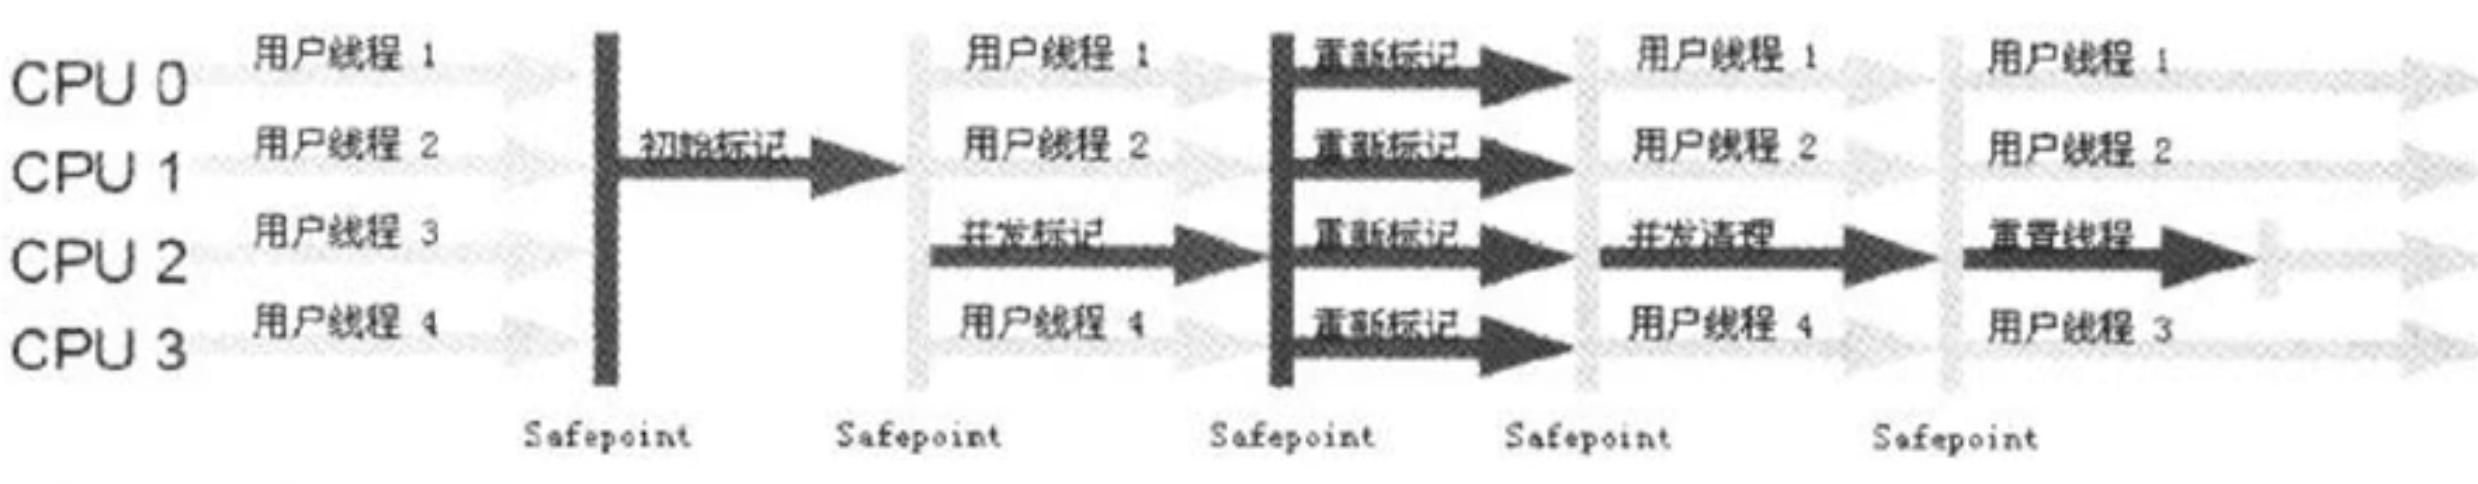 CPU 0 用户线程 1 用户线程 1 重新标记 用户线程 1 用户线程 1
CPU 1 用户线程 2 初始标记 用户线程 2 重新标记 用户线程 2 用户线程 2
CPU 2 用户线程 3 并发标记 重新标记 并发清理 重置线程
CPU 3 用户线程 4 用户线程 4 重新标记 用户线程 4 用户线程 3
Safepoint Safepoint Safepoint Safepoint Safepoint